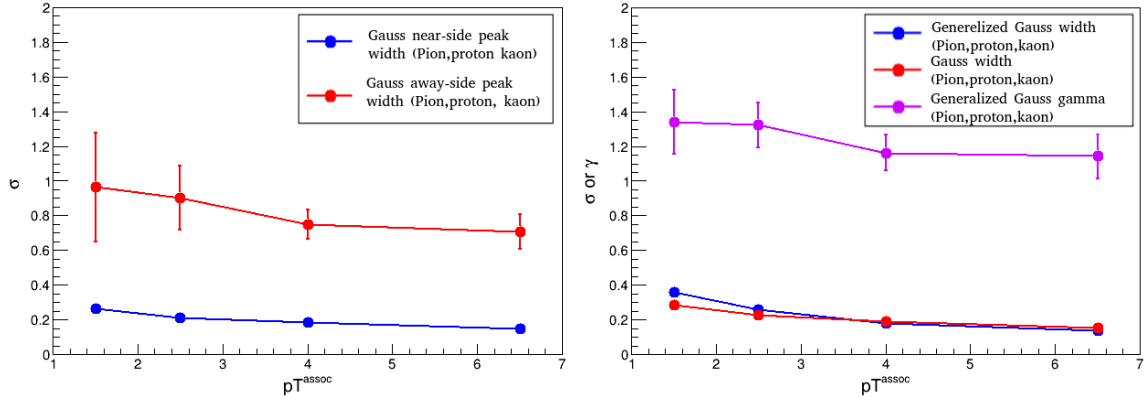 2
1.8
1.6
1.4
1.2
1
0.8
0.6
0.4
0.2
0
σ
1 2 3 4 5 6 7
pT^assoc
Gauss near-side peak
width (Pion,proton kaon)
Gauss away-side peak
width (Pion,proton, kaon)
2
1.8
1.6
1.4
1.2
1
0.8
0.6
0.4
0.2
0
σ or γ
1 2 3 4 5 6 7
pT^assoc
Generelized Gauss width
(Pion,proton,kaon)
Gauss width
(Pion,proton,kaon)
Generalized Gauss gamma
(Pion,proton,kaon)